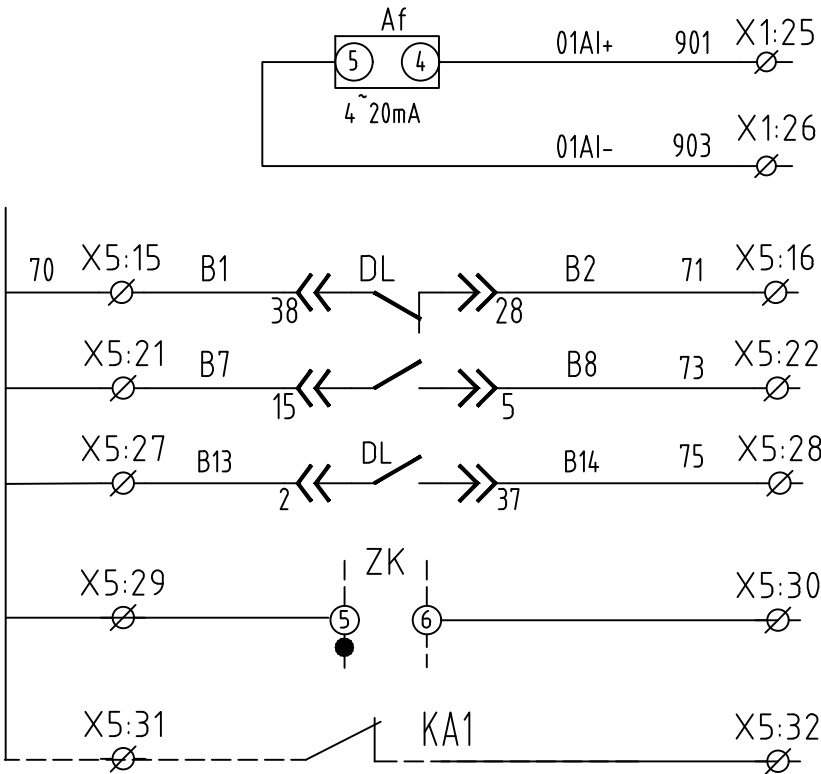 Af
5 4 01AI+ 901 X1:25
4~20mA
01AI- 903 X1:26
70 X5:15 B1 DL B2 71 X5:16
38 28
X5:21 B7 B8 73 X5:22
15 5
X5:27 B13 DL B14 75 X5:28
2 37
ZK
X5:29 X5:30
5 6
X5:31 KA1 X5:32